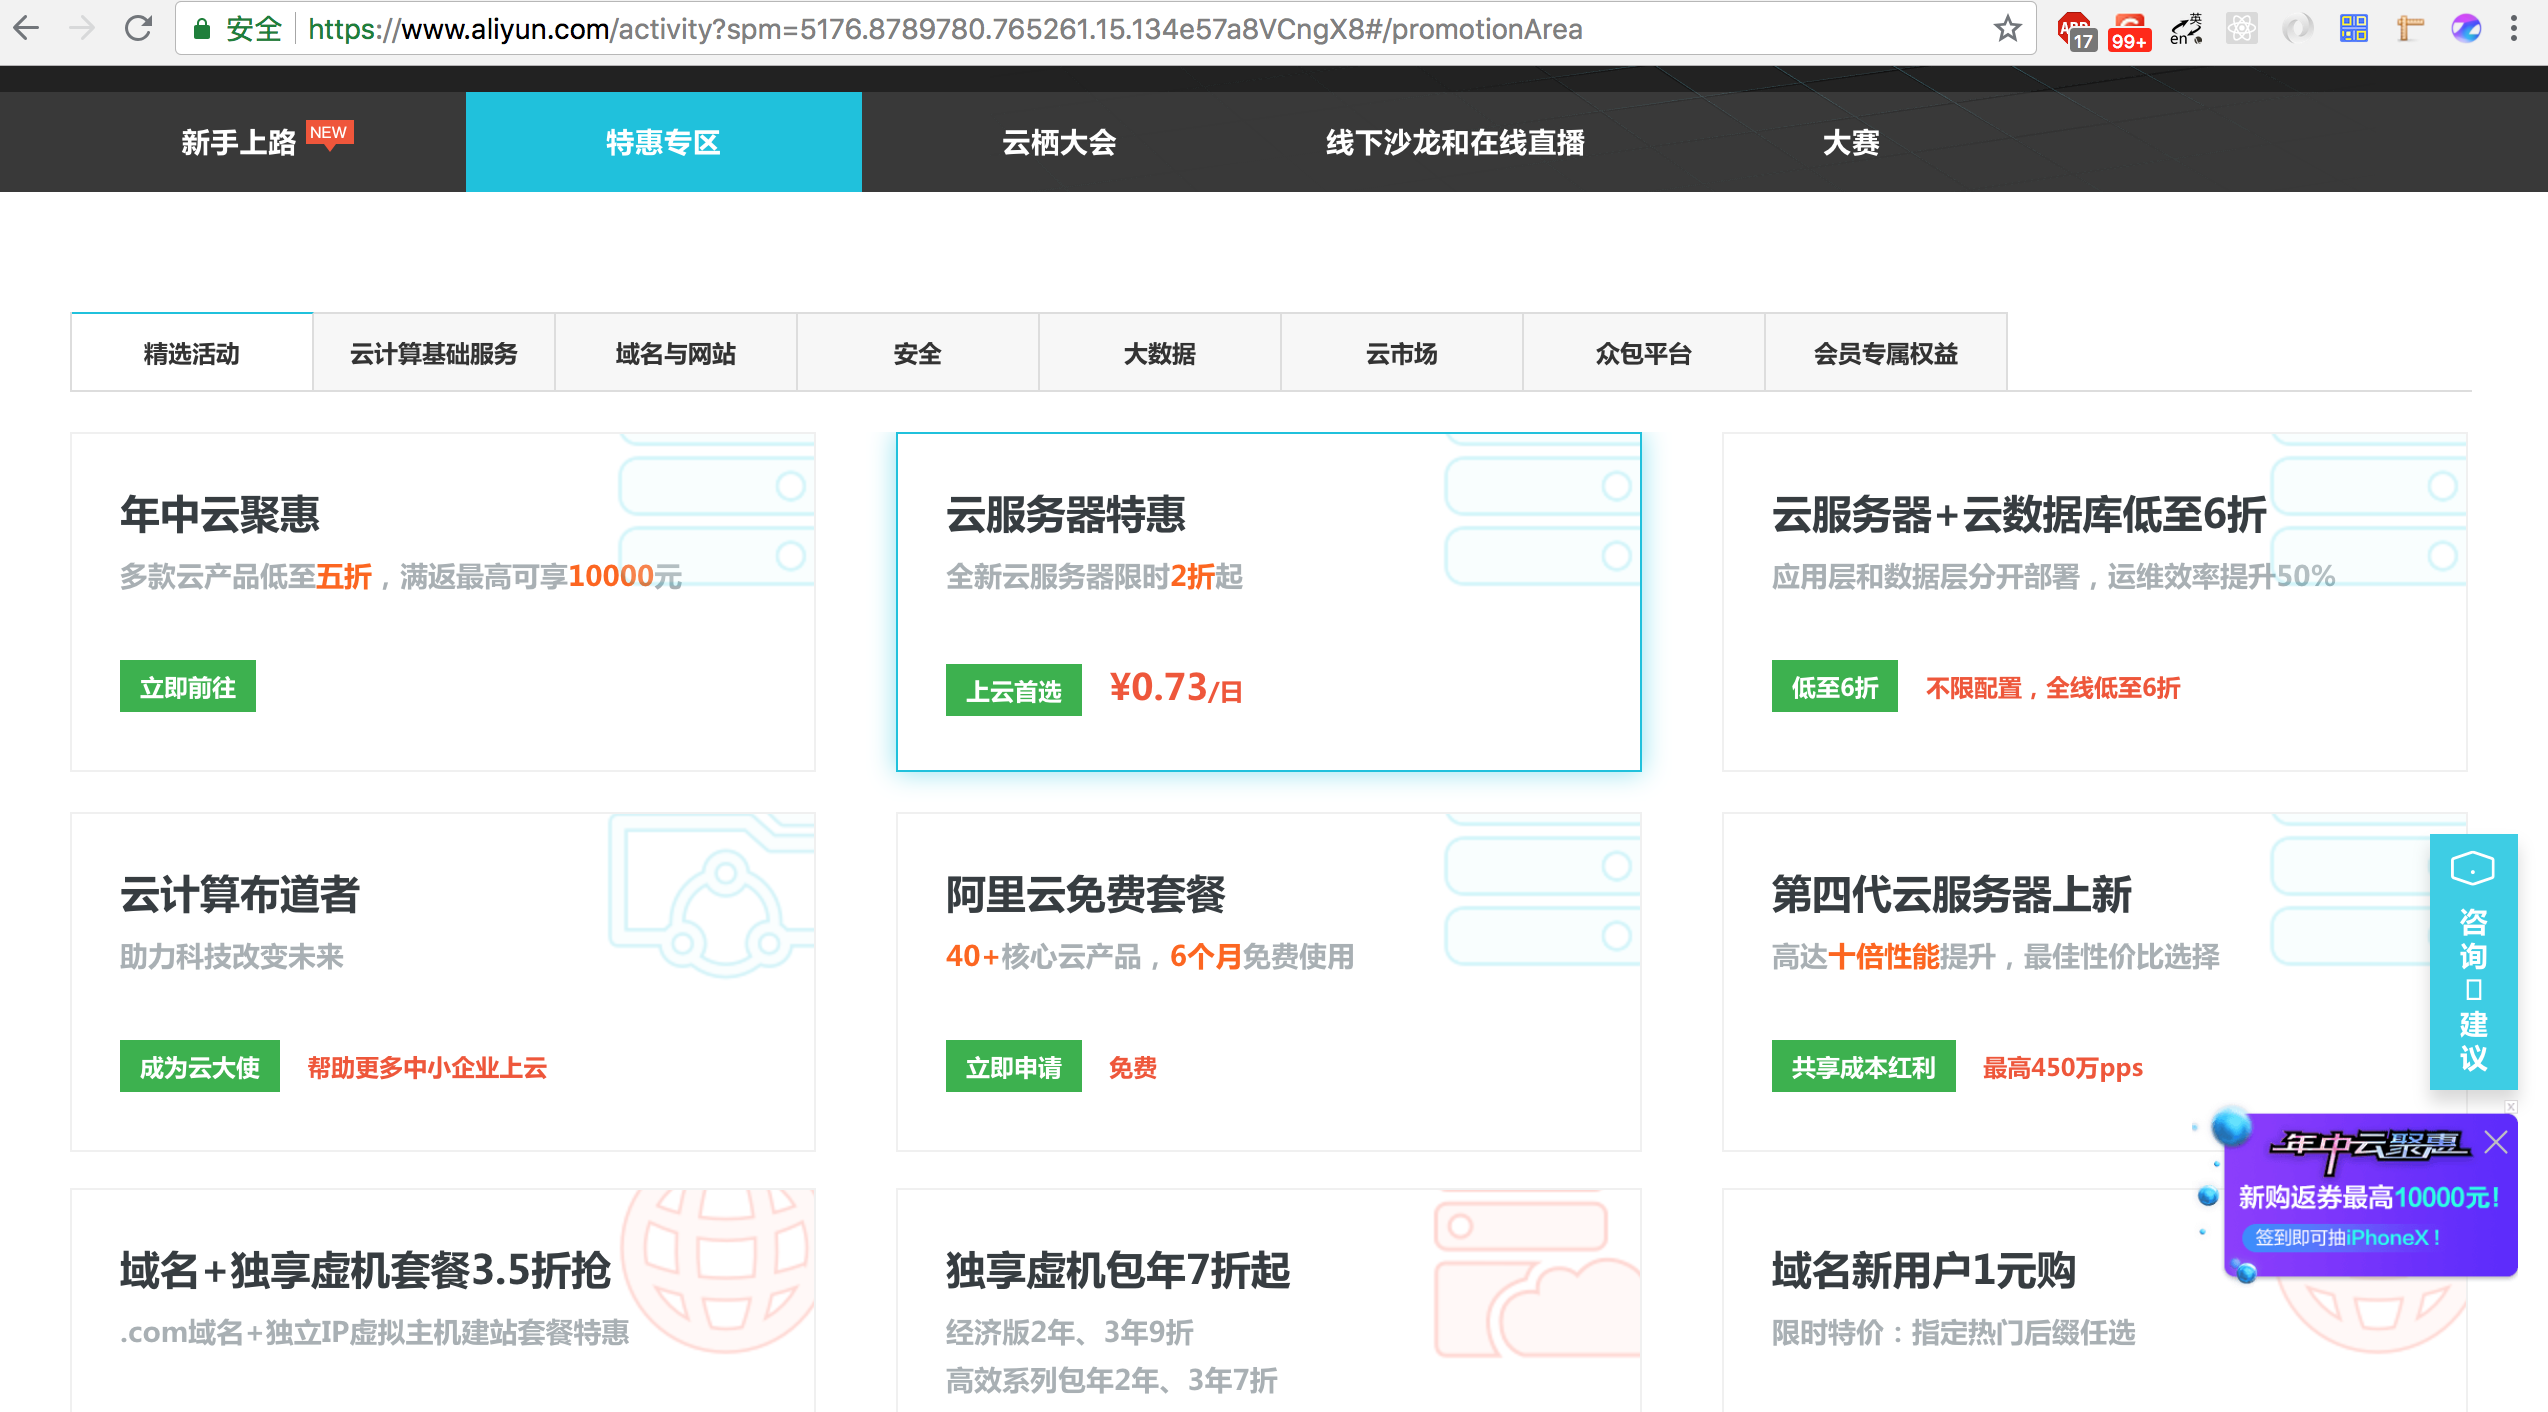 安全 https://www.aliyun.com/activity?spm=5176.8789780.765261.15.134e57a8VCngX8#/promotionArea
17 99+ 英 en
新手上路 NEW 特惠专区 云栖大会 线下沙龙和在线直播 大赛
精选活动 云计算基础服务 域名与网站 安全 大数据 云市场 众包平台 会员专属权益
年中云聚惠
多款云产品低至五折，满返最高可享10000元
立即前往
云服务器特惠
全新云服务器限时2折起
上云首选 ¥0.73/日
云服务器+云数据库低至6折
应用层和数据层分开部署，运维效率提升50%
低至6折 不限配置，全线低至6折
云计算布道者
助力科技改变未来
成为云大使 帮助更多中小企业上云
阿里云免费套餐
40+核心云产品，6个月免费使用
立即申请 免费
第四代云服务器上新
高达十倍性能提升，最佳性价比选择
共享成本红利 最高450万pps
咨询
建议
年中云聚惠
新购返券最高10000元！
签到即可抽iPhoneX！
域名+独享虚机套餐3.5折抢
.com域名+独立IP虚拟主机建站套餐特惠
独享虚机包年7折起
经济版2年、3年9折
高效系列包年2年、3年7折
域名新用户1元购
限时特价：指定热门后缀任选